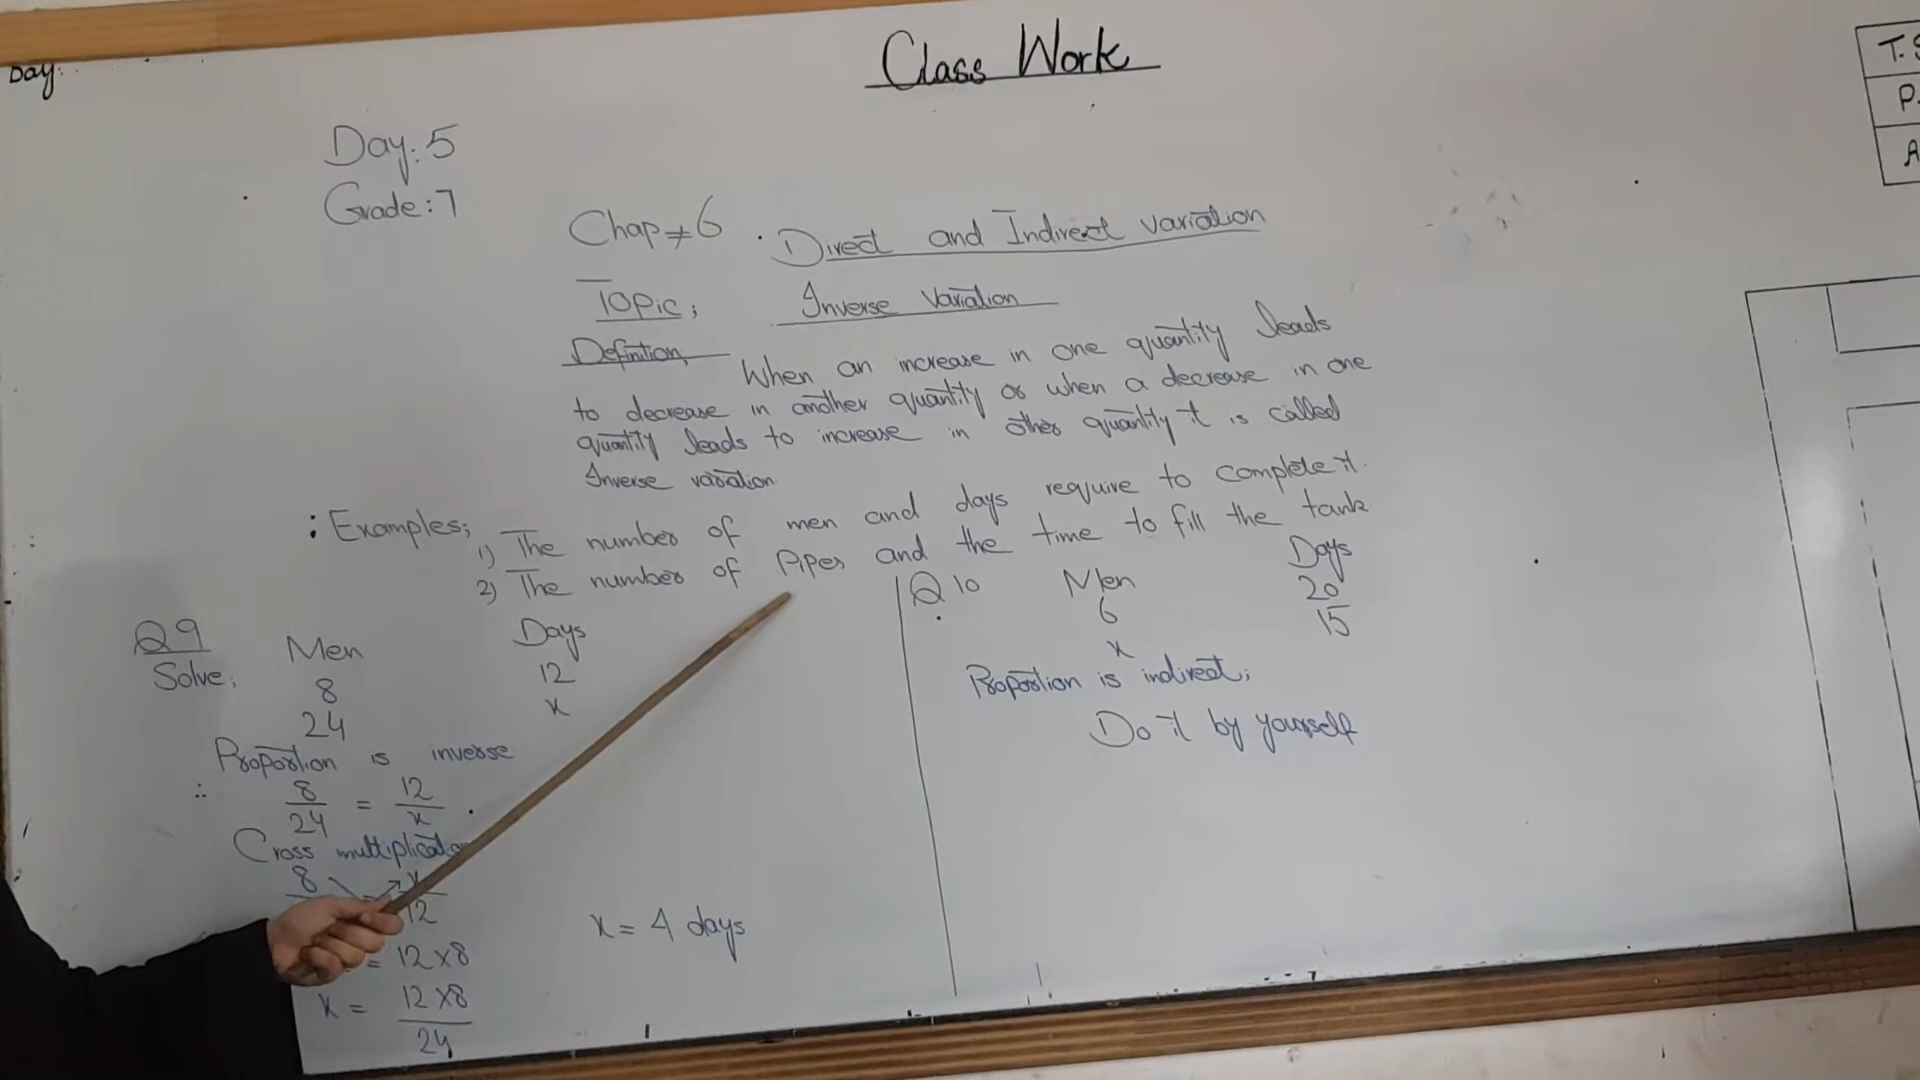 Class Work
Day:
T.S
P.
A
Day: 5
Grade: 7
Chap # 6 . Direct and Indirect variation
Topic; Inverse variation
Definition, When an increase in one quantity leads
to decrease in another quantity or when a decrease in one
quantity leads to increase in other quantity it is called
Inverse variation
: Examples; 1) The number of men and days require to complete it.
2) The number of Pipes and the time to fill the tank
Q9
Solve; Men Days
8 12
24 x
Proportion is inverse
∴ 8/24 = 12/x
Cross multiplication
8 = x/12
= 12x8
x = 12x8/24
x = 4 days
Q10 Men Days
6 20
x 15
Proportion is indirect;
Do it by yourself